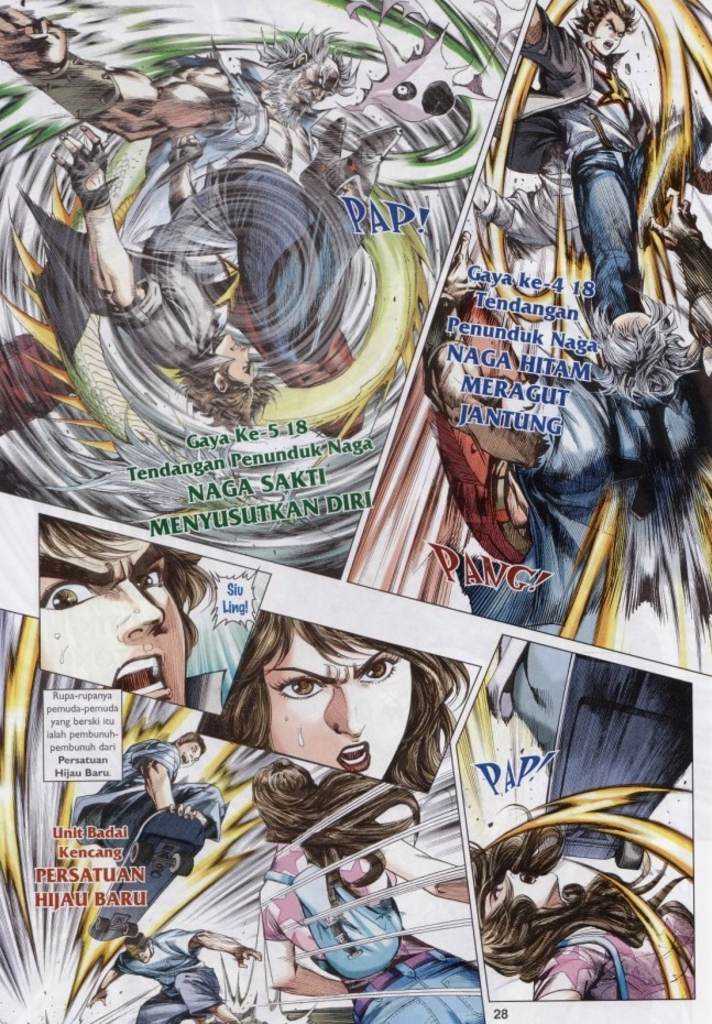 PAP!
Gaya ke-4 18
Tendangan
Penunduk Naga
NAGA HITAM
MERAGUT
JANTUNG
Gaya Ke-5 18
Tendangan Penunduk Naga
NAGA SAKTI
MENYUSUTKAN DIRI
PANG!
Siu
Ling!
Rupa-rupanya
pemuda-pemuda
yang berski itu
ialah pembunuh-
pembunuh dari
Persatuan
Hijau Baru.
PAP!
Unit Badai
Kencang
PERSATUAN
HIJAU BARU
28